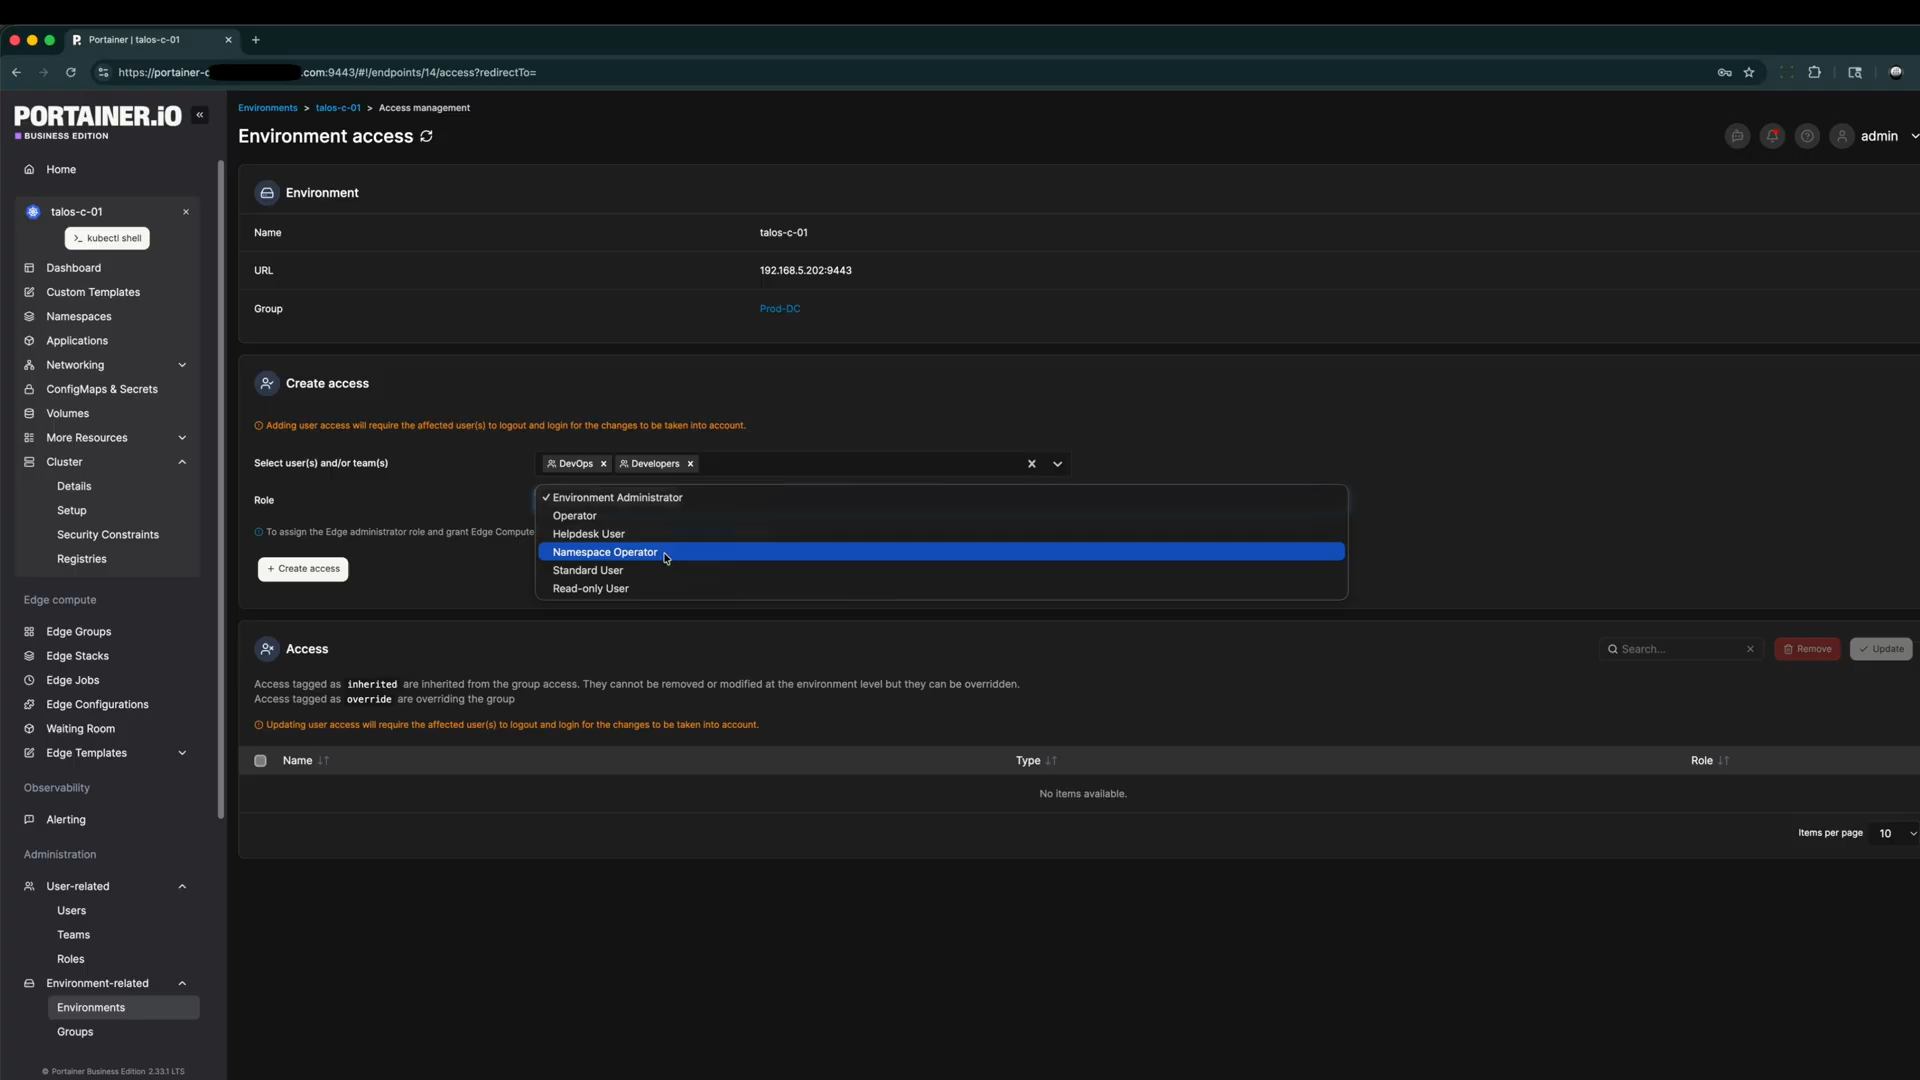 Portainer | talos-c-01
https://portainer-c .com:9443/#!/endpoints/14/access?redirectTo=
PORTAINER.iO
BUSINESS EDITION
Home
talos-c-01
>_ kubectl shell
Dashboard
Custom Templates
Namespaces
Applications
Networking
ConfigMaps & Secrets
Volumes
More Resources
Cluster
Details
Setup
Security Constraints
Registries
Edge compute
Edge Groups
Edge Stacks
Edge Jobs
Edge Configurations
Waiting Room
Edge Templates
Observability
Alerting
Administration
User-related
Users
Teams
Roles
Environment-related
Environments
Groups
© Portainer Business Edition 2.33.1 LTS
Environments > talos-c-01 > Access management
Environment access
admin
Environment
Name talos-c-01
URL 192.168.5.202:9443
Group Prod-DC
Create access
Adding user access will require the affected user(s) to logout and login for the changes to be taken into account.
Select user(s) and/or team(s) DevOps Developers
Role
Environment Administrator
Operator
Helpdesk User
Namespace Operator
Standard User
Read-only User
To assign the Edge administrator role and grant Edge Compute
+ Create access
Access
Search...
Remove
Update
Access tagged as inherited are inherited from the group access. They cannot be removed or modified at the environment level but they can be overridden.
Access tagged as override are overriding the group
Updating user access will require the affected user(s) to logout and login for the changes to be taken into account.
Name Type Role
No items available.
Items per page 10